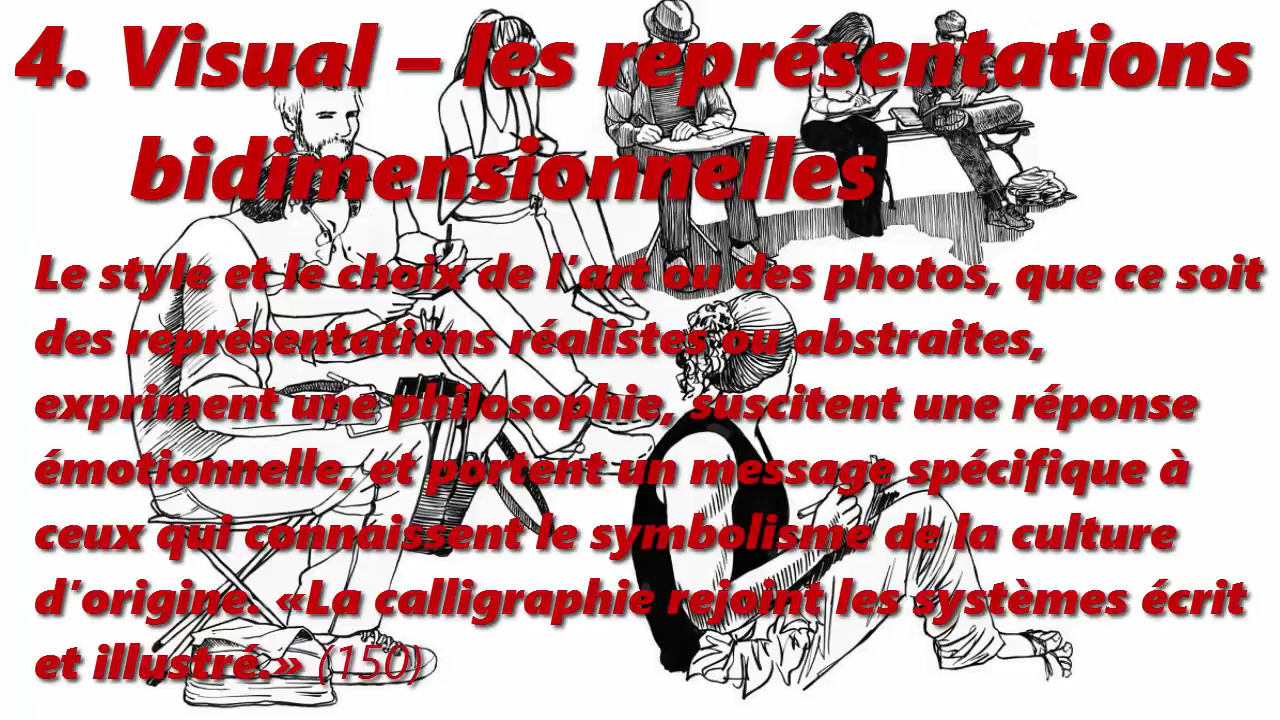 4. Visual – les représentations
bidimensionnelles
Le style et le choix de l'art ou des photos, que ce soit
des représentations réalistes ou abstraites,
expriment une philosophie, suscitent une réponse
émotionnelle, et portent un message spécifique à
ceux qui connaissent le symbolisme de la culture
d'origine. «La calligraphie rejoint les systèmes écrit
et illustré.» (150)